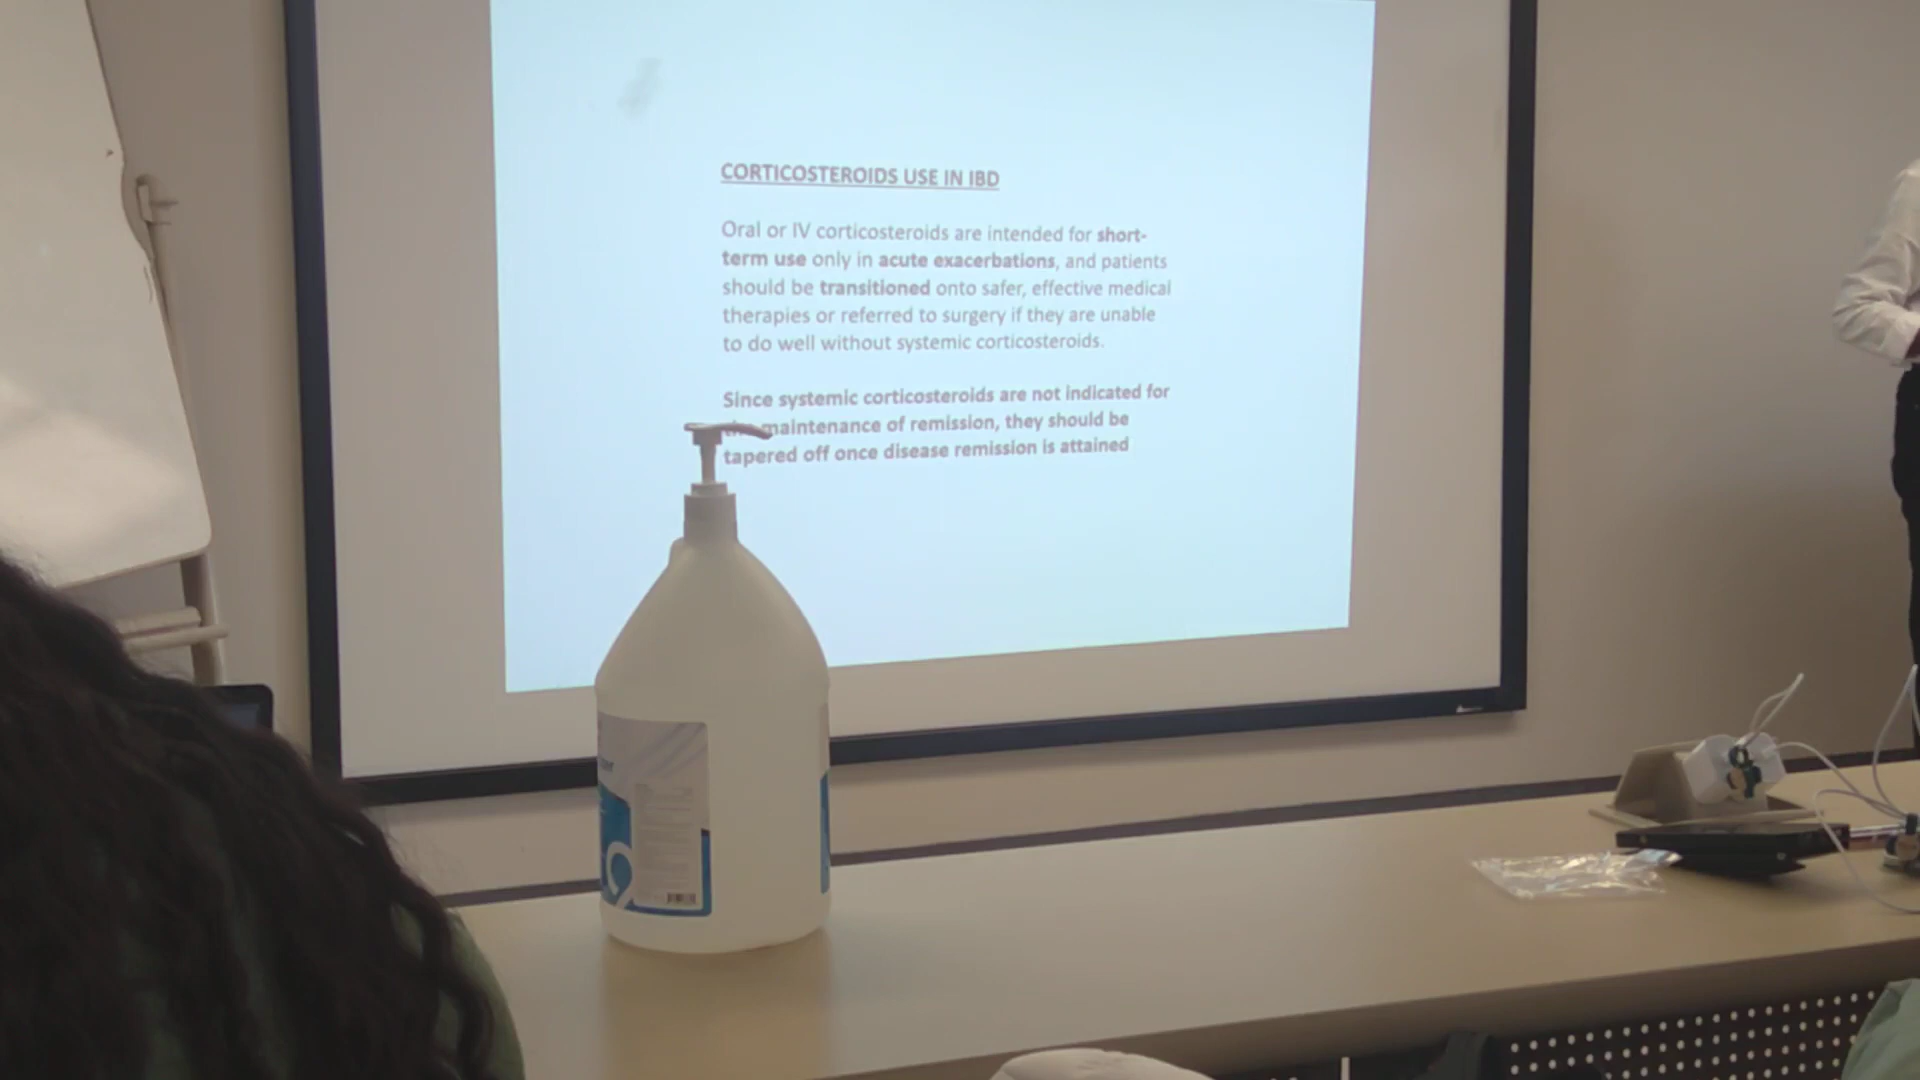 CORTICOSTEROIDS USE IN IBD
Oral or IV corticosteroids are intended for short-
term use only in acute exacerbations, and patients
should be transitioned onto safer, effective medical
therapies or referred to surgery if they are unable
to do well without systemic corticosteroids.
Since systemic corticosteroids are not indicated for
maintenance of remission, they should be
tapered off once disease remission is attained